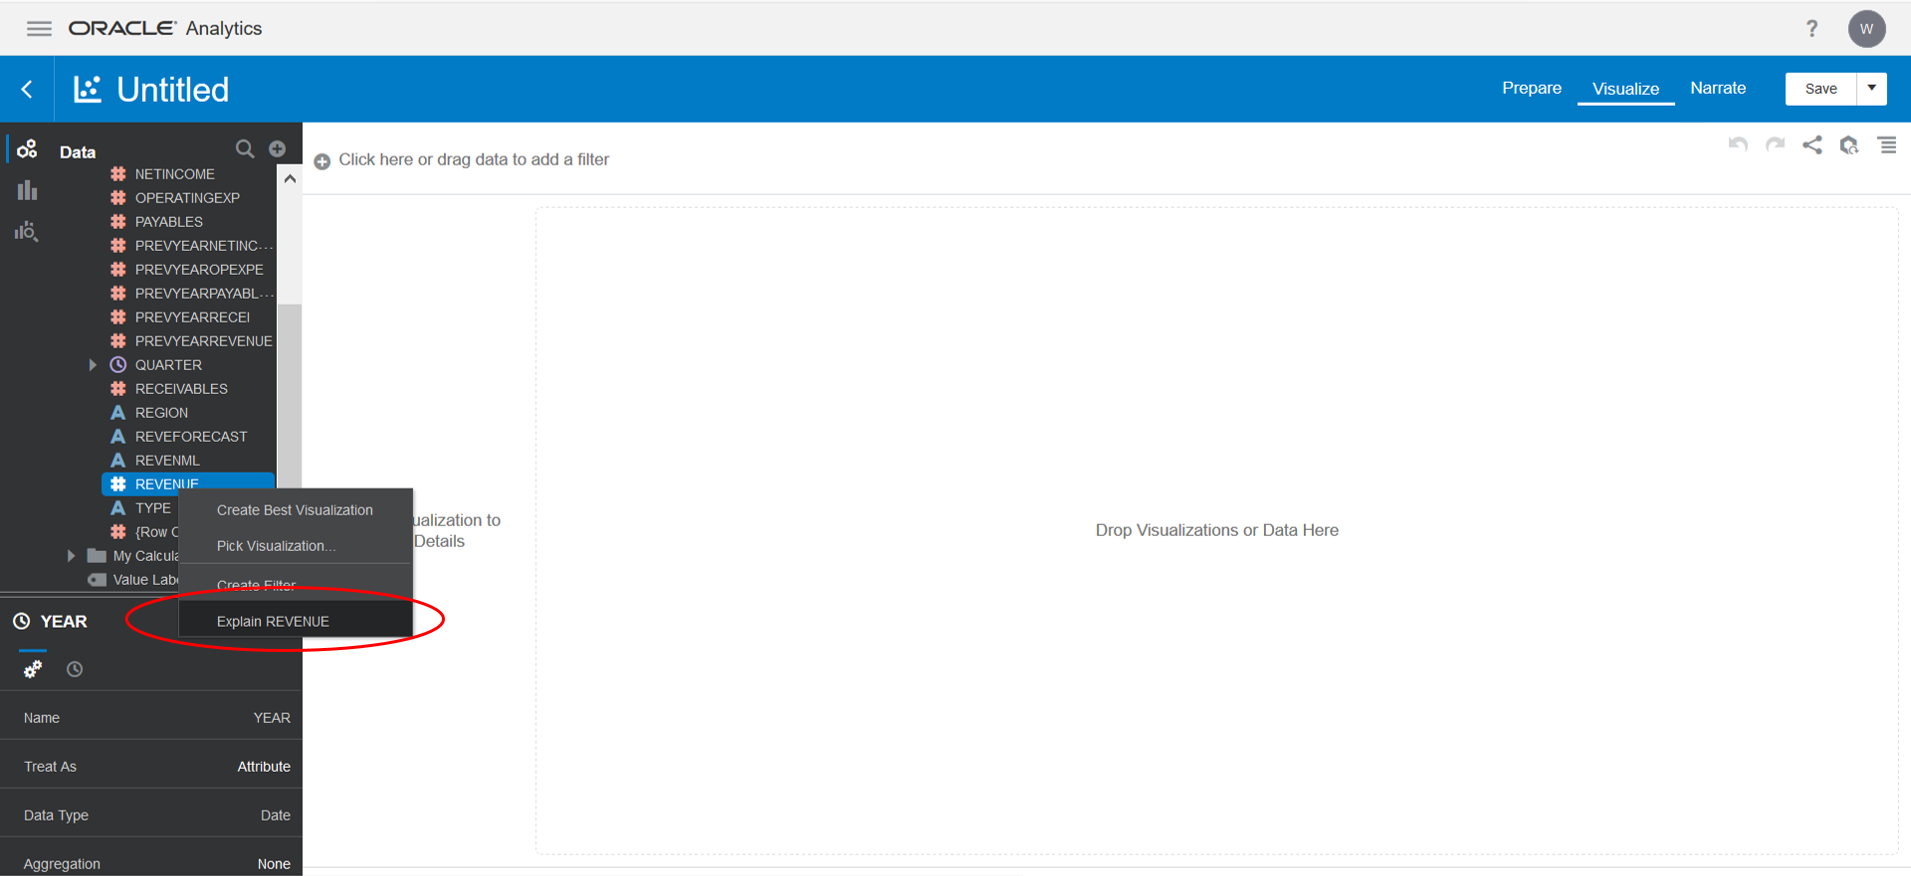 ORACLE Analytics
?
W
Untitled
Prepare
Visualize
Narrate
Save
Data
Click here or drag data to add a filter
NETINCOME
OPERATINGEXP
PAYABLES
PREVYEARNETINC...
PREVYEAROPEXPE
PREVYEARPAYABL...
PREVYEARRECEI
PREVYEARREVENUE
QUARTER
RECEIVABLES
A REGION
A REVEFORECAST
A REVENML
REVENUE
A TYPE
{Row C
My Calcula
Value Labe
Create Best Visualization
Pick Visualization...
Create Filter
Explain REVENUE
ualization to
Details
Drop Visualizations or Data Here
YEAR
Name YEAR
Treat As Attribute
Data Type Date
Aggregation None